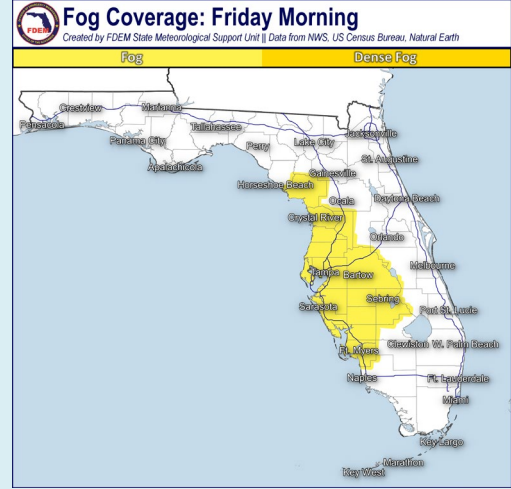 Fog Coverage: Friday Morning
Created by FDEM State Meteorological Support Unit || Data from NWS, US Census Bureau, Natural Earth
FDEM
Fog Dense Fog
Crestview Marianna
Pensacola Tallahassee Jacksonville
Panama City Perry Lake City
Apalachicola St. Augustine
Gainesville
Horseshoe Beach
Ocala Daytona Beach
Crystal River
Orlando
Tampa Bartow Melbourne
Sebring
Sarasota Port St. Lucie
Clewiston W. Palm Beach
Ft. Myers
Naples Ft. Lauderdale
Miami
Key Largo
Marathon
Key West